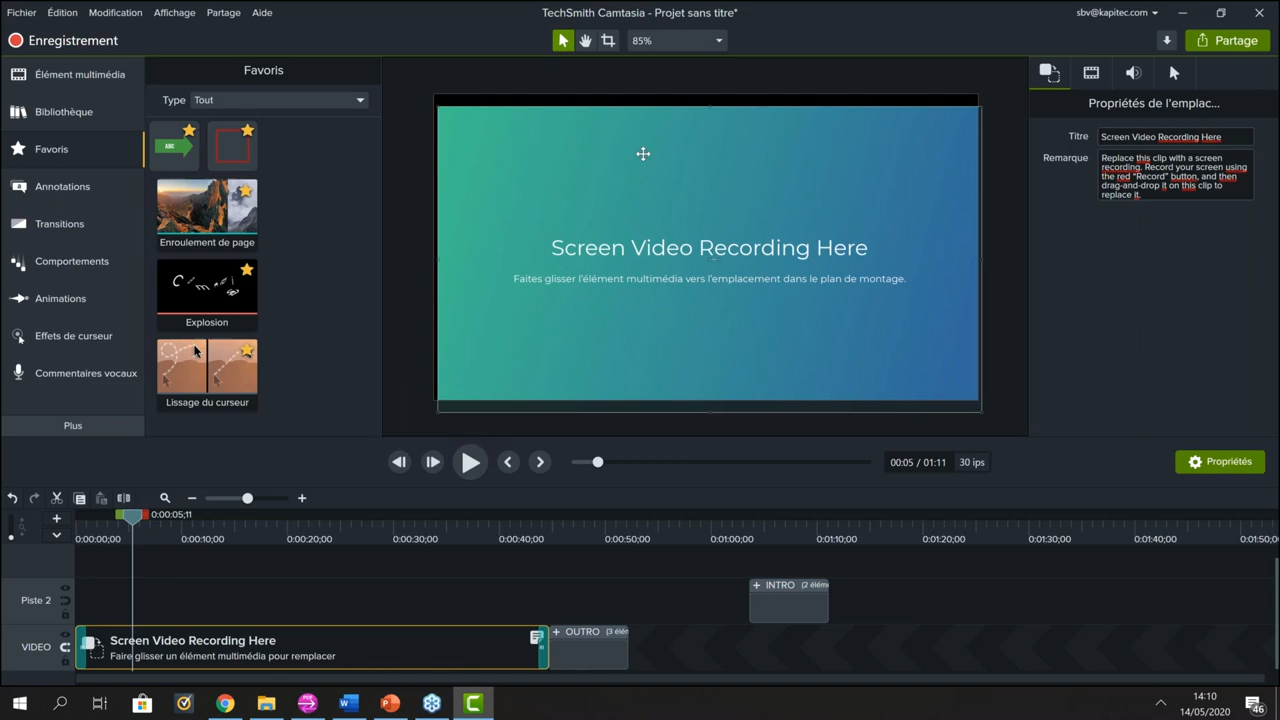 Fichier Édition Modification Affichage Partage Aide
TechSmith Camtasia - Projet sans titre*
sbv@kapitec.com
Enregistrement
85%
Partage
Élément multimédia
Bibliothèque
Favoris
Annotations
Transitions
Comportements
Animations
Effets de curseur
Commentaires vocaux
Plus
Favoris
Type Tout
ABC
Enroulement de page
Explosion
Lissage du curseur
Screen Video Recording Here
Faites glisser l'élément multimédia vers l'emplacement dans le plan de montage.
Propriétés de l'emplac...
Titre Screen Video Recording Here
Remarque
Replace this clip with a screen
recording. Record your screen using
the red "Record" button, and then
drag-and-drop it on this clip to
replace it.
00:05 / 01:11 30 ips
Propriétés
0:00:05;11
0:00:00;00 0:00:10;00 0:00:20;00 0:00:30;00 0:00:40;00 0:00:50;00 0:01:00;00 0:01:10;00 0:01:20;00 0:01:30;00 0:01:40;00 0:01:50;00
Piste 2
+ INTRO (2 élém
VIDEO
Screen Video Recording Here
Faire glisser un élément multimédia pour remplacer
+ OUTRO (3 élén
PDF
14:10
14/05/2020
46